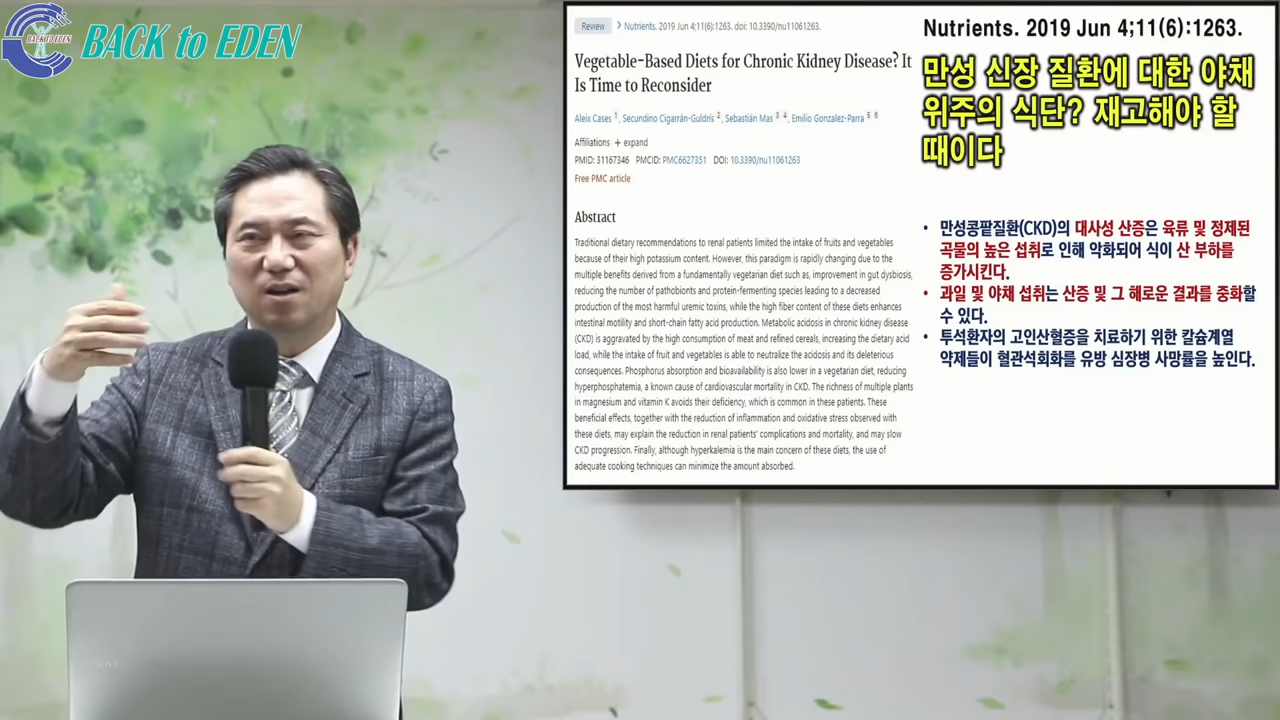 BACK TO EDEN
BACK to EDEN
Review
Nutrients. 2019 Jun 4;11(6):1263. doi: 10.3390/nu11061263.
Vegetable-Based Diets for Chronic Kidney Disease? It
Is Time to Reconsider
Aleix Cases 1, Secundino Cigarrán-Guldrís 2, Sebastián Mas 3 4, Emilio Gonzalez-Parra 5 6
Affiliations + expand
PMID: 31167346 PMCID: PMC6627351 DOI: 10.3390/nu11061263
Free PMC article
Abstract
Traditional dietary recommendations to renal patients limited the intake of fruits and vegetables
because of their high potassium content. However, this paradigm is rapidly changing due to the
multiple benefits derived from a fundamentally vegetarian diet such as, improvement in gut dysbiosis,
reducing the number of pathobionts and protein-fermenting species leading to a decreased
production of the most harmful uremic toxins, while the high fiber content of these diets enhances
intestinal motility and short-chain fatty acid production. Metabolic acidosis in chronic kidney disease
(CKD) is aggravated by the high consumption of meat and refined cereals, increasing the dietary acid
load, while the intake of fruit and vegetables is able to neutralize the acidosis and its deleterious
consequences. Phosphorus absorption and bioavailability is also lower in a vegetarian diet, reducing
hyperphosphatemia, a known cause of cardiovascular mortality in CKD. The richness of multiple plants
in magnesium and vitamin K avoids their deficiency, which is common in these patients. These
beneficial effects, together with the reduction of inflammation and oxidative stress observed with
these diets, may explain the reduction in renal patients' complications and mortality, and may slow
CKD progression. Finally, although hyperkalemia is the main concern of these diets, the use of
adequate cooking techniques can minimize the amount absorbed.
Nutrients. 2019 Jun 4;11(6):1263.
만성 신장 질환에 대한 야채
위주의 식단? 재고해야 할
때이다
• 만성콩팥질환(CKD)의 대사성 산증은 육류 및 정제된
곡물의 높은 섭취로 인해 악화되어 식이 산 부하를
증가시킨다.
• 과일 및 야채 섭취는 산증 및 그 해로운 결과를 중화할
수 있다.
• 투석환자의 고인산혈증을 치료하기 위한 칼슘계열
약제들이 혈관석회화를 유방 심장병 사망률을 높인다.